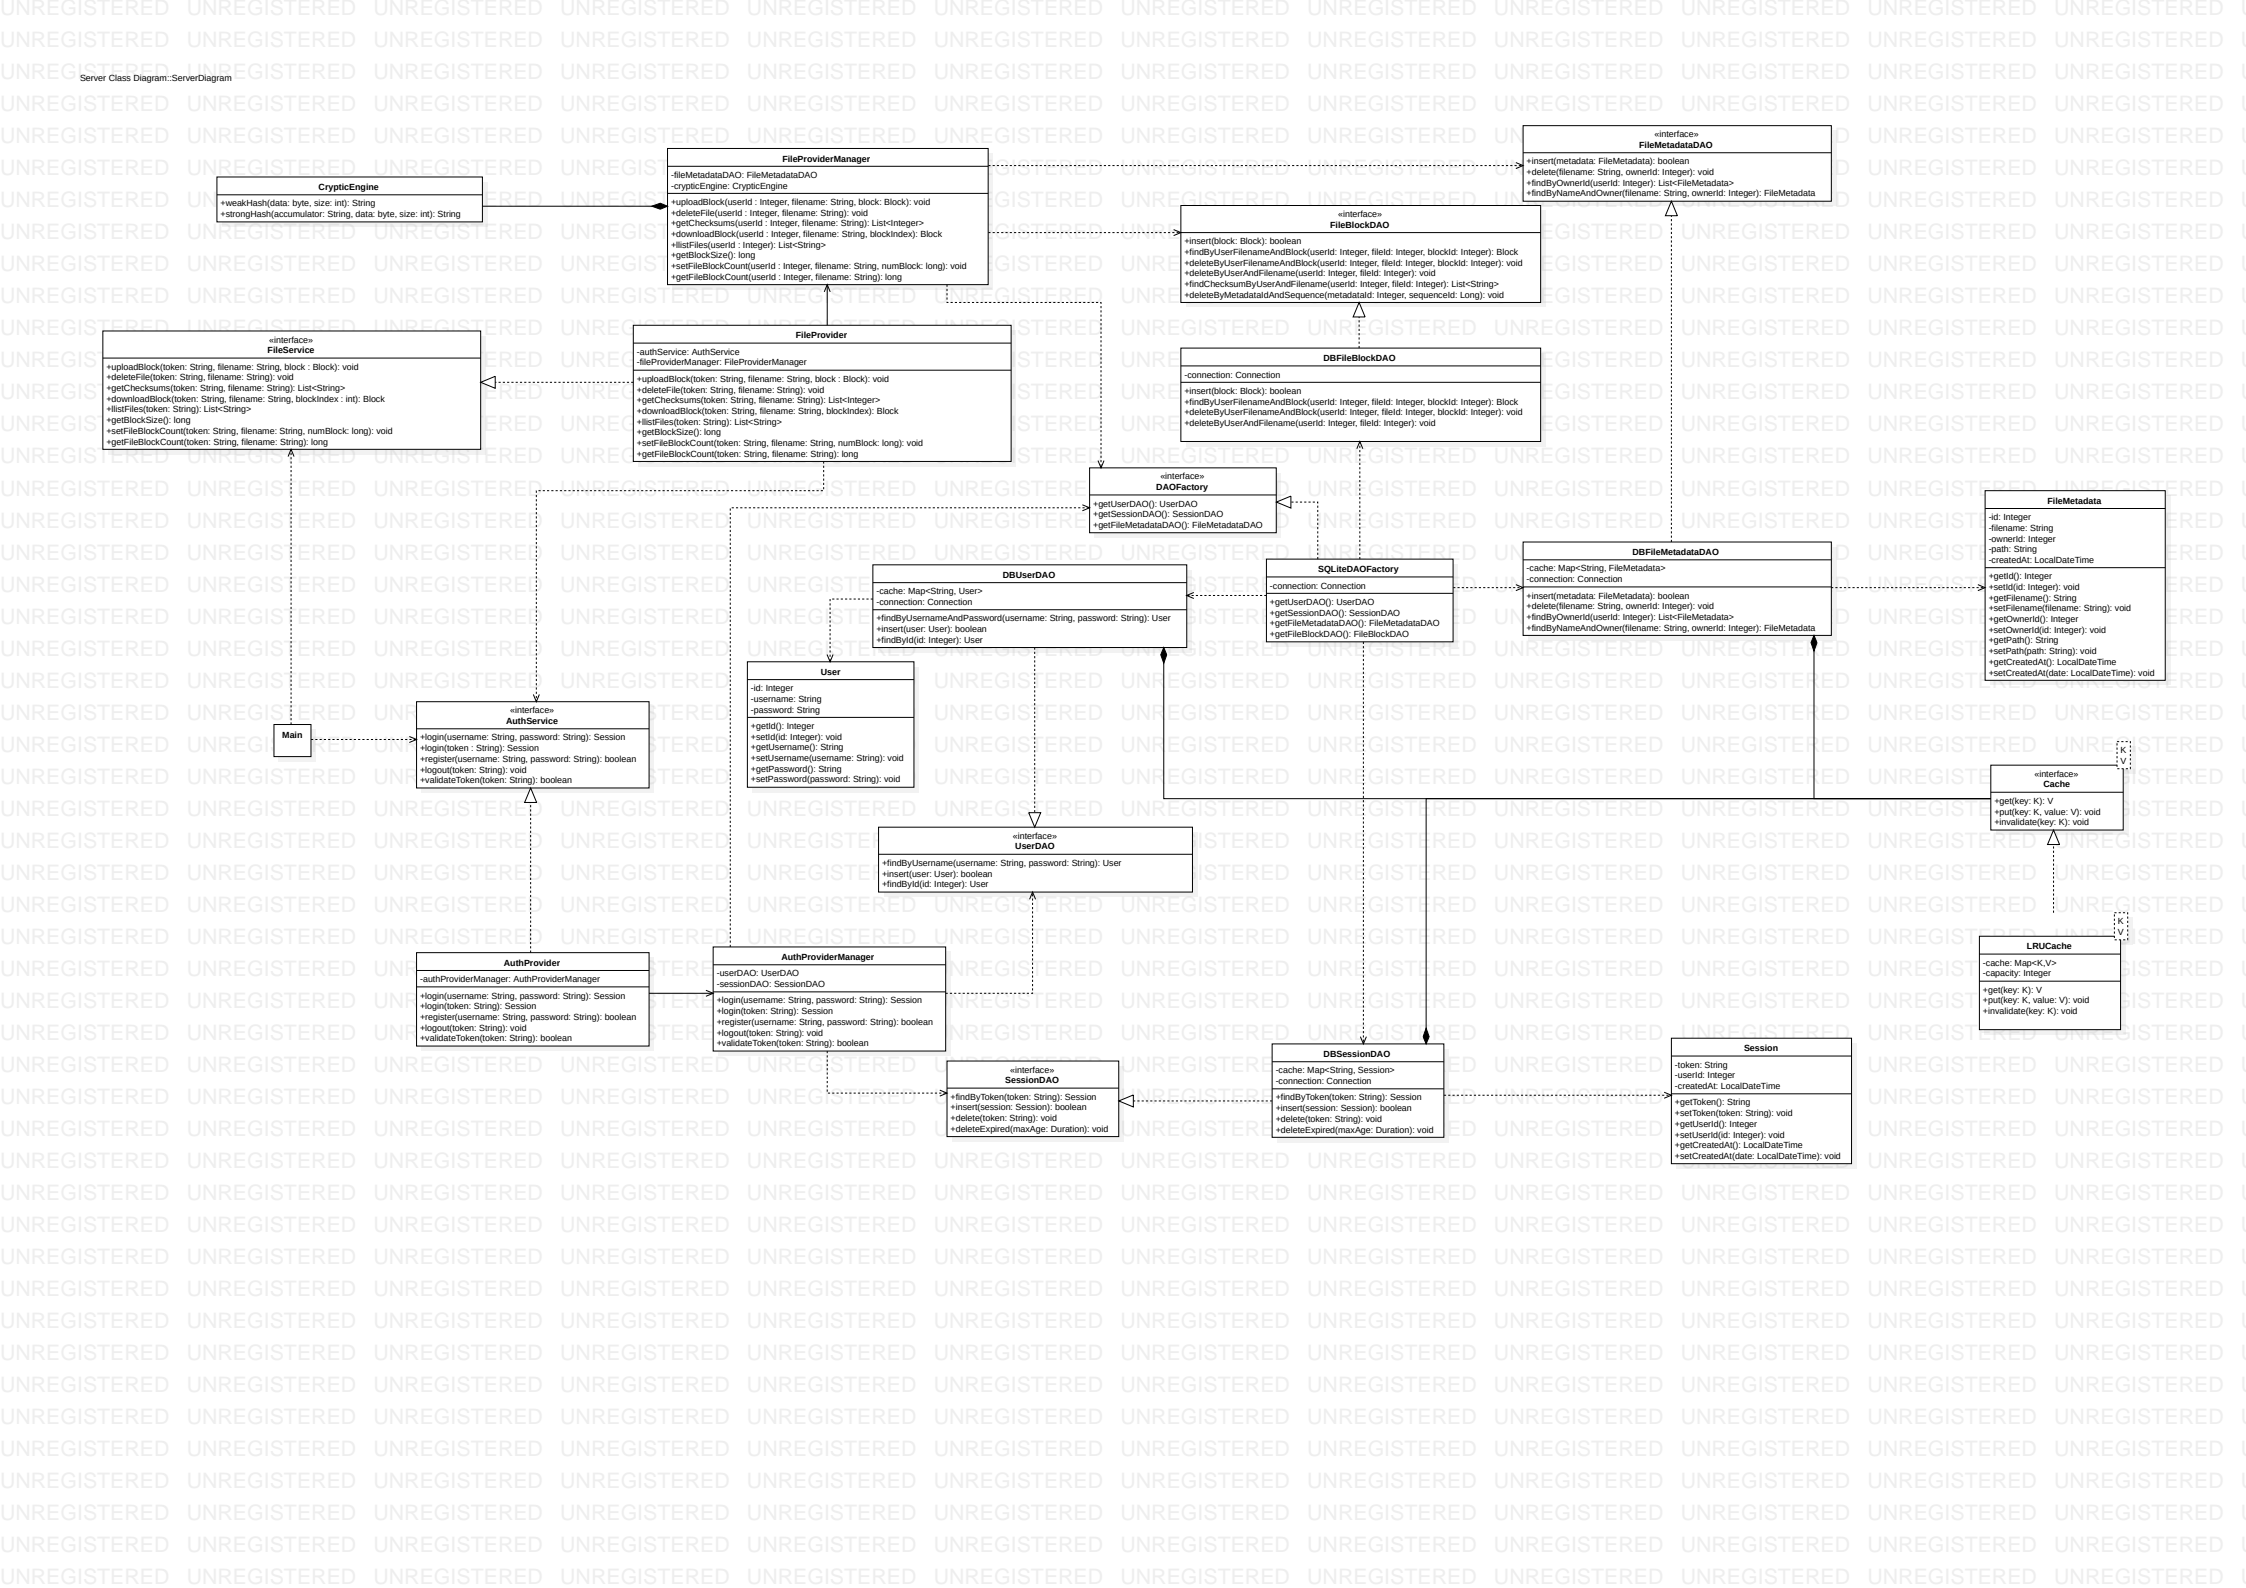 Server Class Diagram::ServerDiagram
CrypticEngine
+weakHash(data: byte, size: int): String
+strongHash(accumulator: String, data: byte, size: int): String
FileProviderManager
-fileMetadataDAO: FileMetadataDAO
-crypticEngine: CrypticEngine
+uploadBlock(userId : Integer, filename: String, block: Block): void
+deleteFile(userId : Integer, filename: String): void
+getChecksums(userId : Integer, filename: String): List<Integer>
+downloadBlock(userId : Integer, filename: String, blockIndex): Block
+llistFiles(userId : Integer): List<String>
+getBlockSize(): long
+setFileBlockCount(userId : Integer, filename: String, numBlock: long): void
+getFileBlockCount(userId : Integer, filename: String): long
«interface»
FileMetadataDAO
+insert(metadata: FileMetadata): boolean
+delete(filename: String, ownerId: Integer): void
+findByOwnerId(userId: Integer): List<FileMetadata>
+findByNameAndOwner(filename: String, ownerId: Integer): FileMetadata
«interface»
FileBlockDAO
+insert(block: Block): boolean
+findByUserFilenameAndBlock(userId: Integer, fileId: Integer, blockId: Integer): Block
+deleteByUserFilenameAndBlock(userId: Integer, fileId: Integer, blockId: Integer): void
+deleteByUserAndFilename(userId: Integer, fileId: Integer): void
+findChecksumByUserAndFilename(userId: Integer, fileId: Integer): List<String>
+deleteByMetadataIdAndSequence(metadataId: Integer, sequenceId: Long): void
«interface»
FileService
+uploadBlock(token: String, filename: String, block : Block): void
+deleteFile(token: String, filename: String): void
+getChecksums(token: String, filename: String): List<String>
+downloadBlock(token: String, filename: String, blockIndex : int): Block
+llistFiles(token: String): List<String>
+getBlockSize(): long
+setFileBlockCount(token: String, filename: String, numBlock: long): void
+getFileBlockCount(token: String, filename: String): long
FileProvider
-authService: AuthService
-fileProviderManager: FileProviderManager
+uploadBlock(token: String, filename: String, block : Block): void
+deleteFile(token: String, filename: String): void
+getChecksums(token: String, filename: String): List<Integer>
+downloadBlock(token: String, filename: String, blockIndex): Block
+llistFiles(token: String): List<String>
+getBlockSize(): long
+setFileBlockCount(token: String, filename: String, numBlock: long): void
+getFileBlockCount(token: String, filename: String): long
DBFileBlockDAO
-connection: Connection
+insert(block: Block): boolean
+findByUserFilenameAndBlock(userId: Integer, fileId: Integer, blockId: Integer): Block
+deleteByUserFilenameAndBlock(userId: Integer, fileId: Integer, blockId: Integer): void
+deleteByUserAndFilename(userId: Integer, fileId: Integer): void
«interface»
DAOFactory
+getUserDAO(): UserDAO
+getSessionDAO(): SessionDAO
+getFileMetadataDAO(): FileMetadataDAO
FileMetadata
-id: Integer
-filename: String
-ownerId: Integer
-path: String
-createdAt: LocalDateTime
+getId(): Integer
+setId(id: Integer): void
+getFilename(): String
+setFilename(filename: String): void
+getOwnerId(): Integer
+setOwnerId(id: Integer): void
+getPath(): String
+setPath(path: String): void
+getCreatedAt(): LocalDateTime
+setCreatedAt(date: LocalDateTime): void
DBUserDAO
-cache: Map<String, User>
-connection: Connection
+findByUsernameAndPassword(username: String, password: String): User
+insert(user: User): boolean
+findById(id: Integer): User
SQLiteDAOFactory
-connection: Connection
+getUserDAO(): UserDAO
+getSessionDAO(): SessionDAO
+getFileMetadataDAO(): FileMetadataDAO
+getFileBlockDAO(): FileBlockDAO
DBFileMetadataDAO
-cache: Map<String, FileMetadata>
-connection: Connection
+insert(metadata: FileMetadata): boolean
+delete(filename: String, ownerId: Integer): void
+findByOwnerId(userId: Integer): List<FileMetadata>
+findByNameAndOwner(filename: String, ownerId: Integer): FileMetadata
User
-id: Integer
-username: String
-password: String
+getId(): Integer
+setId(id: Integer): void
+getUsername(): String
+setUsername(username: String): void
+getPassword(): String
+setPassword(password: String): void
Main
«interface»
AuthService
+login(username: String, password: String): Session
+login(token : String): Session
+register(username: String, password: String): boolean
+logout(token: String): void
+validateToken(token: String): boolean
K
V
«interface»
Cache
+get(key: K): V
+put(key: K, value: V): void
+invalidate(key: K): void
«interface»
UserDAO
+findByUsername(username: String, password: String): User
+insert(user: User): boolean
+findById(id: Integer): User
K
V
LRUCache
-cache: Map<K,V>
-capacity: Integer
+get(key: K): V
+put(key: K, value: V): void
+invalidate(key: K): void
AuthProvider
-authProviderManager: AuthProviderManager
+login(username: String, password: String): Session
+login(token: String): Session
+register(username: String, password: String): boolean
+logout(token: String): void
+validateToken(token: String): boolean
AuthProviderManager
-userDAO: UserDAO
-sessionDAO: SessionDAO
+login(username: String, password: String): Session
+login(token: String): Session
+register(username: String, password: String): boolean
+logout(token: String): void
+validateToken(token: String): boolean
«interface»
SessionDAO
+findByToken(token: String): Session
+insert(session: Session): boolean
+delete(token: String): void
+deleteExpired(maxAge: Duration): void
DBSessionDAO
-cache: Map<String, Session>
-connection: Connection
+findByToken(token: String): Session
+insert(session: Session): boolean
+delete(token: String): void
+deleteExpired(maxAge: Duration): void
Session
-token: String
-userId: Integer
-createdAt: LocalDateTime
+getToken(): String
+setToken(token: String): void
+getUserId(): Integer
+setUserId(id: Integer): void
+getCreatedAt(): LocalDateTime
+setCreatedAt(date: LocalDateTime): void
UNREGISTERED